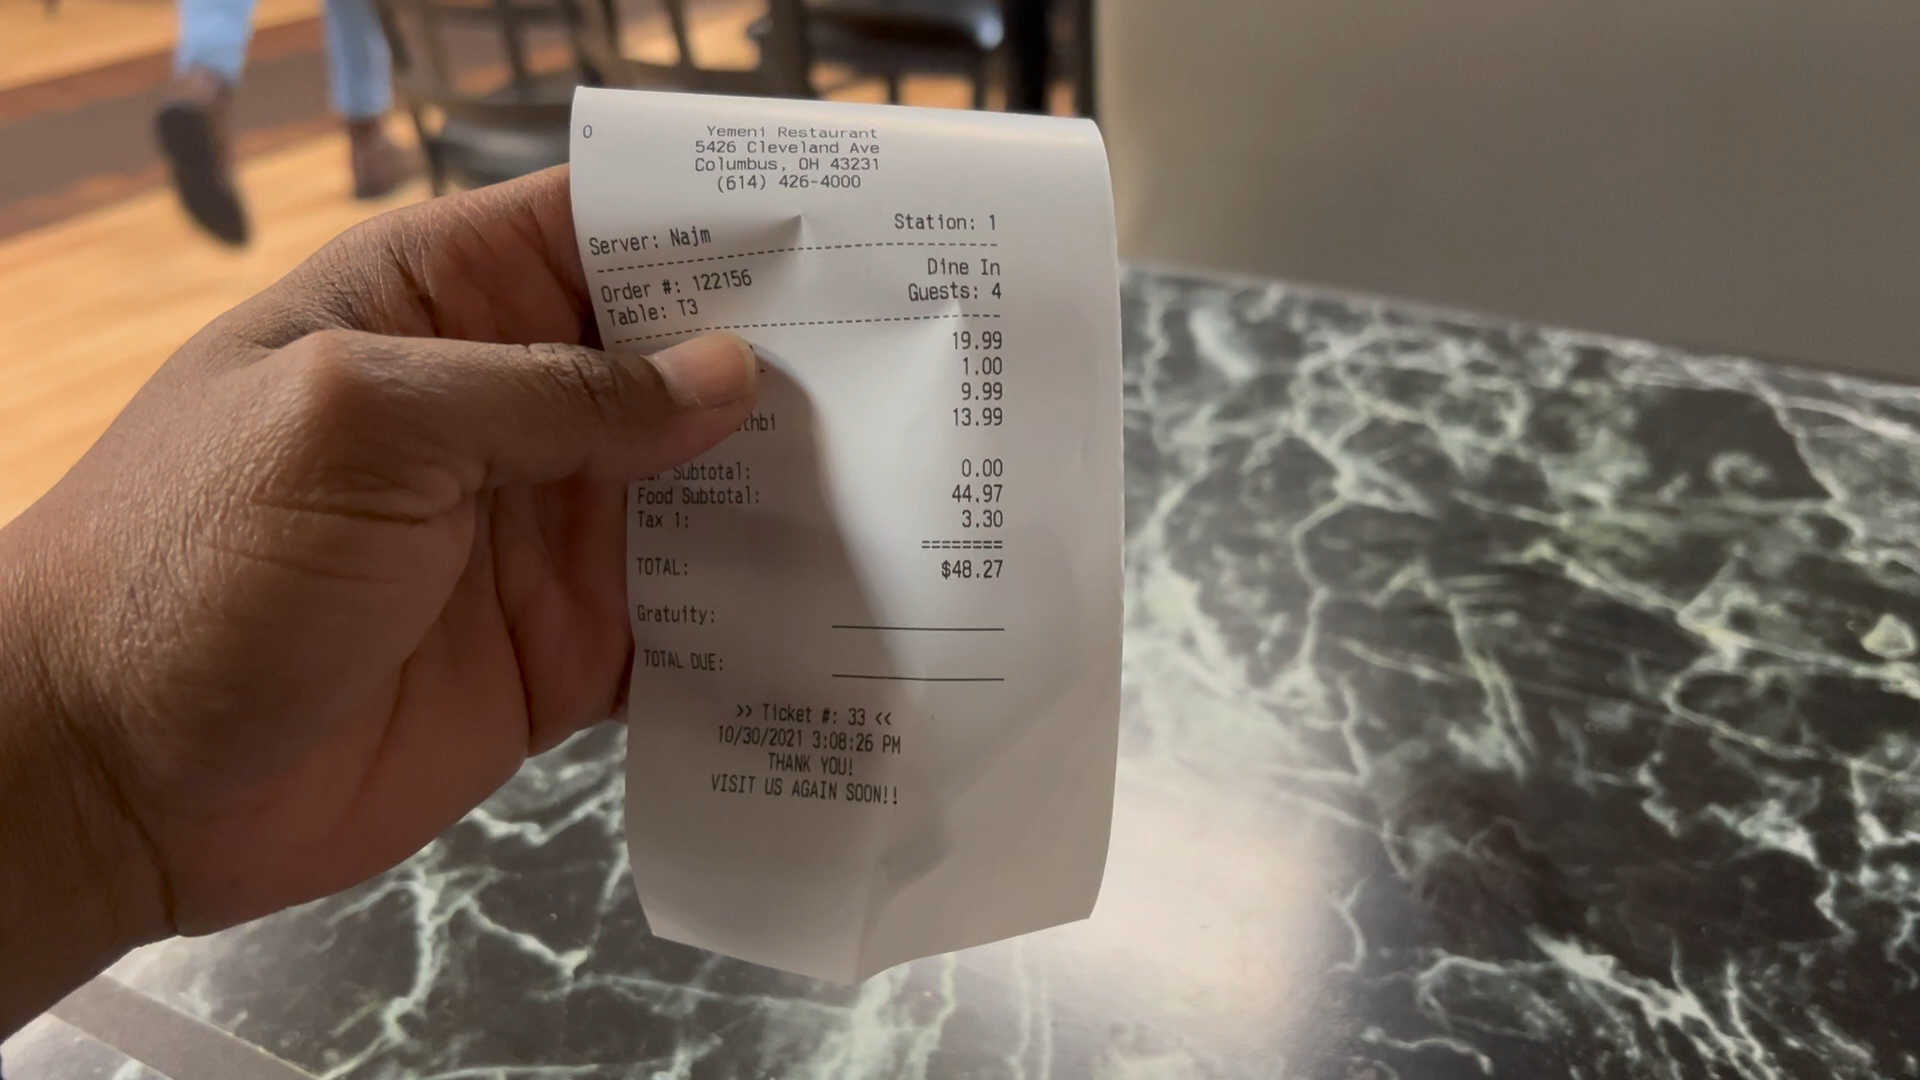 0
Yemeni Restaurant
5426 Cleveland Ave
Columbus, OH 43231
(614) 426-4000
Server: Najm Station: 1
Dine In
Order #: 122156
Guests: 4
Table: T3
19.99
1.00
9.99
13.99
Subtotal: 0.00
Food Subtotal: 44.97
Tax 1: 3.30
========
TOTAL: $48.27
Gratuity:
TOTAL DUE:
>> Ticket #: 33 <<
10/30/2021 3:08:26 PM
THANK YOU!
VISIT US AGAIN SOON!!